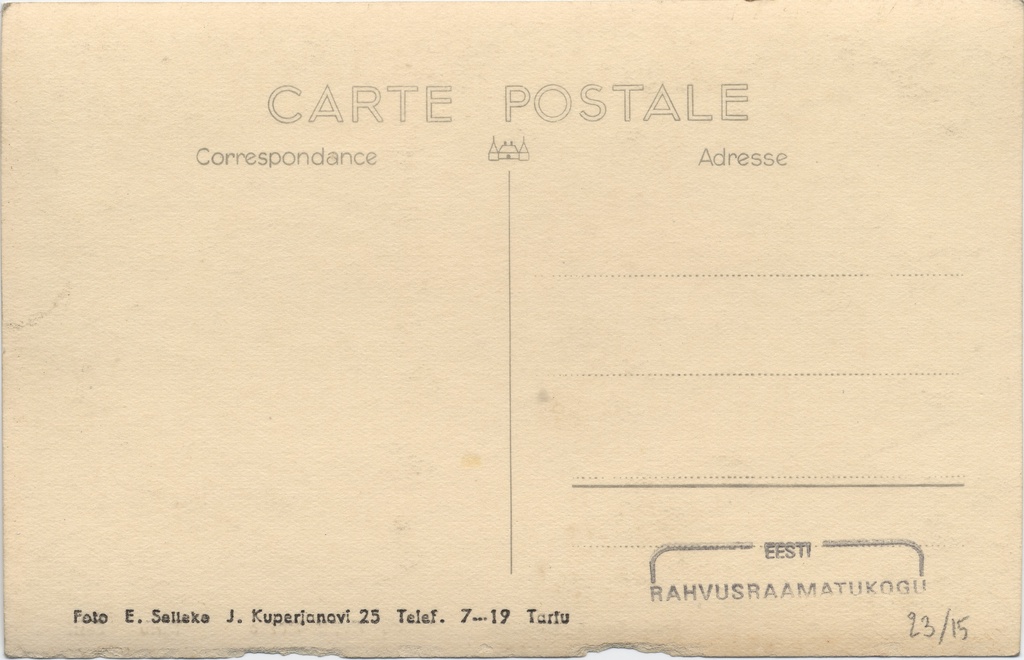 CARTE POSTALE
Correspondance
Adresse
EESTI
RAHVUSRAAMATUKOGU
Foto E. Selleke J. Kuperjanovi 25 Telef. 7--19 Tartu
23/15